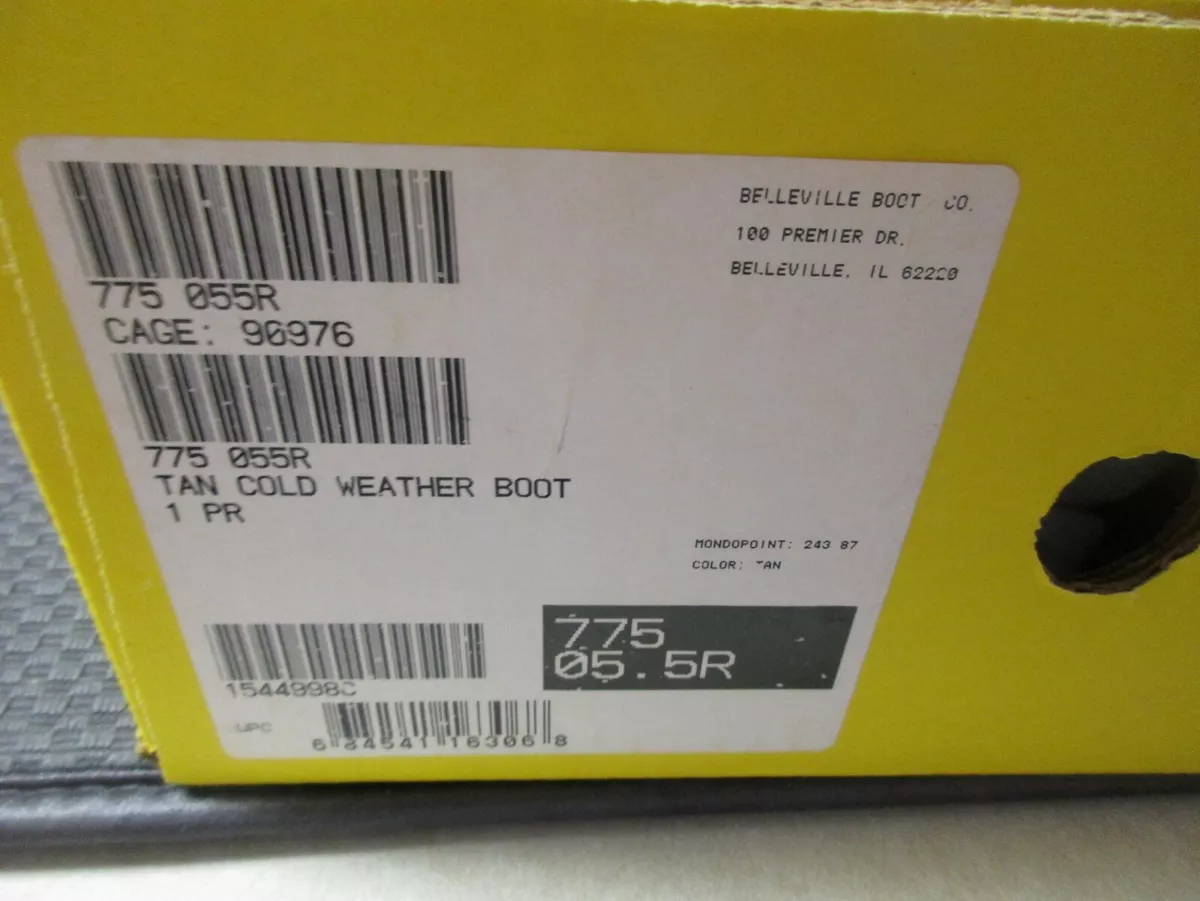 BELLEVILLE BOOT CO.
100 PREMIER DR.
BELLEVILLE, IL 62220
775 055R
CAGE: 90976
775 055R
TAN COLD WEATHER BOOT
1 PR
MONDOPOINT: 243 87
COLOR: TAN
775
05.5R
UPC
6 84541 16306 8